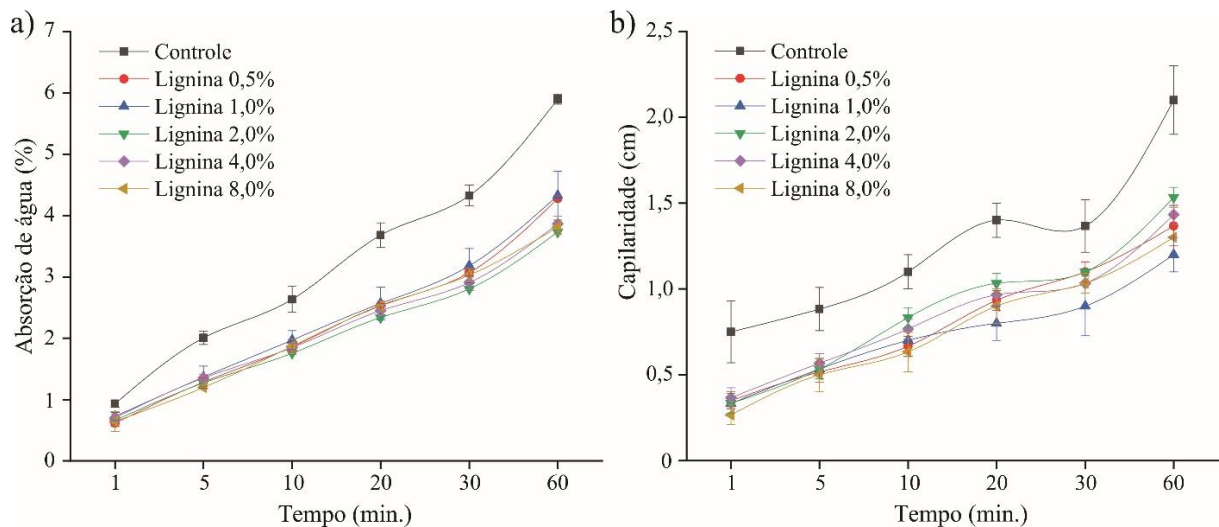 a)
Absorção de água (%)
7
6
5
4
3
2
1
0
Controle
Lignina 0,5%
Lignina 1,0%
Lignina 2,0%
Lignina 4,0%
Lignina 8,0%
1 5 10 20 30 60
Tempo (min.)
b)
Capilaridade (cm)
2,5
2,0
1,5
1,0
0,5
0
Controle
Lignina 0,5%
Lignina 1,0%
Lignina 2,0%
Lignina 4,0%
Lignina 8,0%
1 5 10 20 30 60
Tempo (min.)